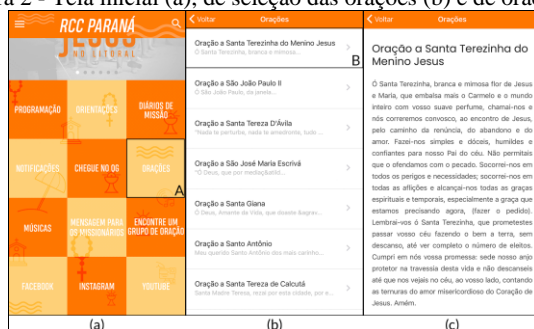 a 2 - Tela inicial (a), de seleção das orações (b) e de oraç
RCC PARANÁ
JESUS
NO LITORAL
PROGRAMAÇÃO
ORIENTAÇÕES
DIÁRIOS DE
MISSÃO
NOTIFICAÇÕES
CHEGUE NO OG
ORAÇÕES
A
MÚSICAS
MENSAGEM PARA
OS MISSIONÁRIOS
ENCONTRE UM
GRUPO DE ORAÇÃO
FACEBOOK
INSTAGRAM
YOUTUBE
(a)
Voltar
Orações
Oração a Santa Terezinha do Menino Jesus
Ó Santa Terezinha, branca e mimosa...
B
Oração a São João Paulo II
Ó São João Paulo, da janela...
Oração a Santa Tereza D'Ávila
"Nada te perturbe, nada te amedronte, tudo ...
Oração a São José Maria Escrivá
"Ó Deus, que por mediação...
Oração a Santa Giana
Ó Deus, Amante da Vida, que doaste &agrav...
Oração a Santo Antônio
Meu querido Santo Antônio dos mais carinho...
Oração a Santa Tereza de Calcutá
Santa Madre Teresa, rezai por esta cidade, por e...
(b)
Voltar
Orações
Oração a Santa Terezinha do
Menino Jesus
Ó Santa Terezinha, branca e mimosa flor de Jesus
e Maria, que embalsa mais o Carmelo e o mundo
inteiro com vosso suave perfume, chamai-nos e
nós correremos convosco, ao encontro de Jesus,
pelo caminho da renúncia, do abandono e do
amor. Fazei-nos simples e dóceis, humildes e
confiantes para nosso Pai do céu. Não permitais
que o ofendamos com o pecado. Socorrei-nos em
todos os perigos e necessidades; socorrei-nos em
todas as aflições e alcançai-nos todas as graças
espirituais e temporais, especialmente a graça que
estamos precisando agora, (fazer o pedido).
Lembrai-vos ó Santa Terezinha, que prometestes
passar vosso céu fazendo o bem a terra, sem
descanso, até ver completo o número de eleitos.
Cumpri em nós vossa promessa: sede nosso anjo
protetor na travessia desta vida e não descanseis
até que nos vejais no céu, ao vosso lado, contando
as ternuras do amor misericordioso do Coração de
Jesus. Amém.
(c)